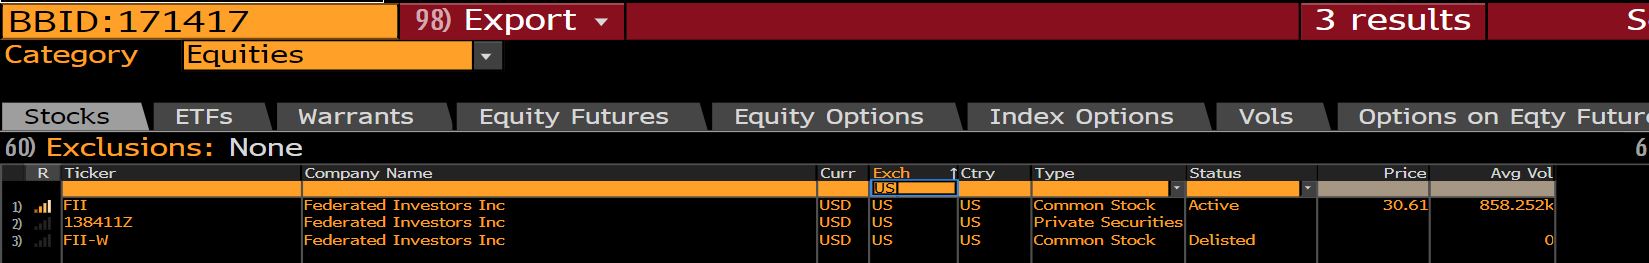 BBID:171417 98) Export 3 results S
Category Equities
Stocks ETFs Warrants Equity Futures Equity Options Index Options Vols Options on Eqty Futur
60) Exclusions: None 6
R Ticker Company Name Curr Exch ↑ Ctry Type Status Price Avg Vol
US
1) FII Federated Investors Inc USD US US Common Stock Active 30.61 858.252k
2) 138411Z Federated Investors Inc USD US US Private Securities
3) FII-W Federated Investors Inc USD US US Common Stock Delisted 0